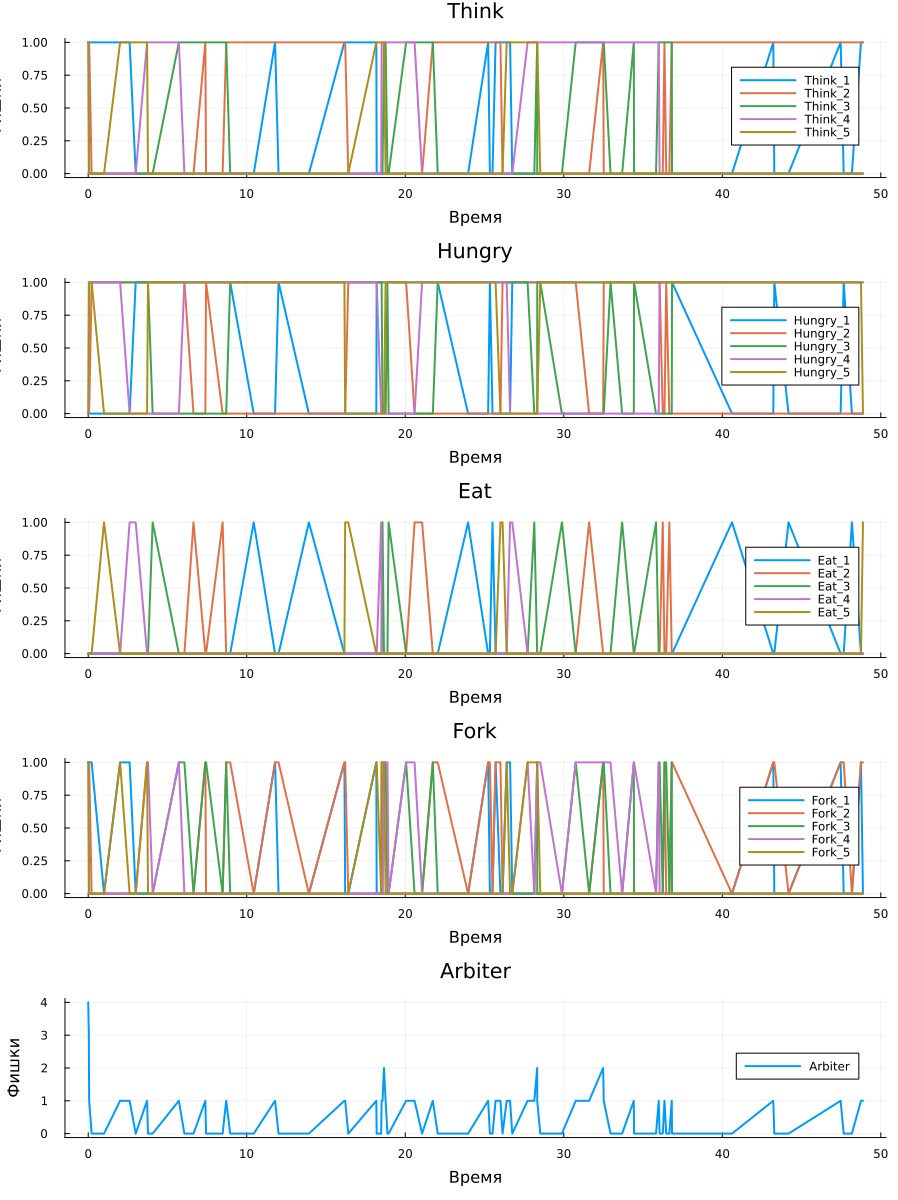 Think
1.00
0.75
0.50
0.25
0.00
Think_1
Think_2
Think_3
Think_4
Think_5
0 10 20 30 40 50
Время
Hungry
1.00
0.75
0.50
0.25
0.00
Hungry_1
Hungry_2
Hungry_3
Hungry_4
Hungry_5
0 10 20 30 40 50
Время
Eat
1.00
0.75
0.50
0.25
0.00
Eat_1
Eat_2
Eat_3
Eat_4
Eat_5
0 10 20 30 40 50
Время
Fork
1.00
0.75
0.50
0.25
0.00
Fork_1
Fork_2
Fork_3
Fork_4
Fork_5
0 10 20 30 40 50
Время
Arbiter
Фишки
4
3
2
1
0
Arbiter
0 10 20 30 40 50
Время